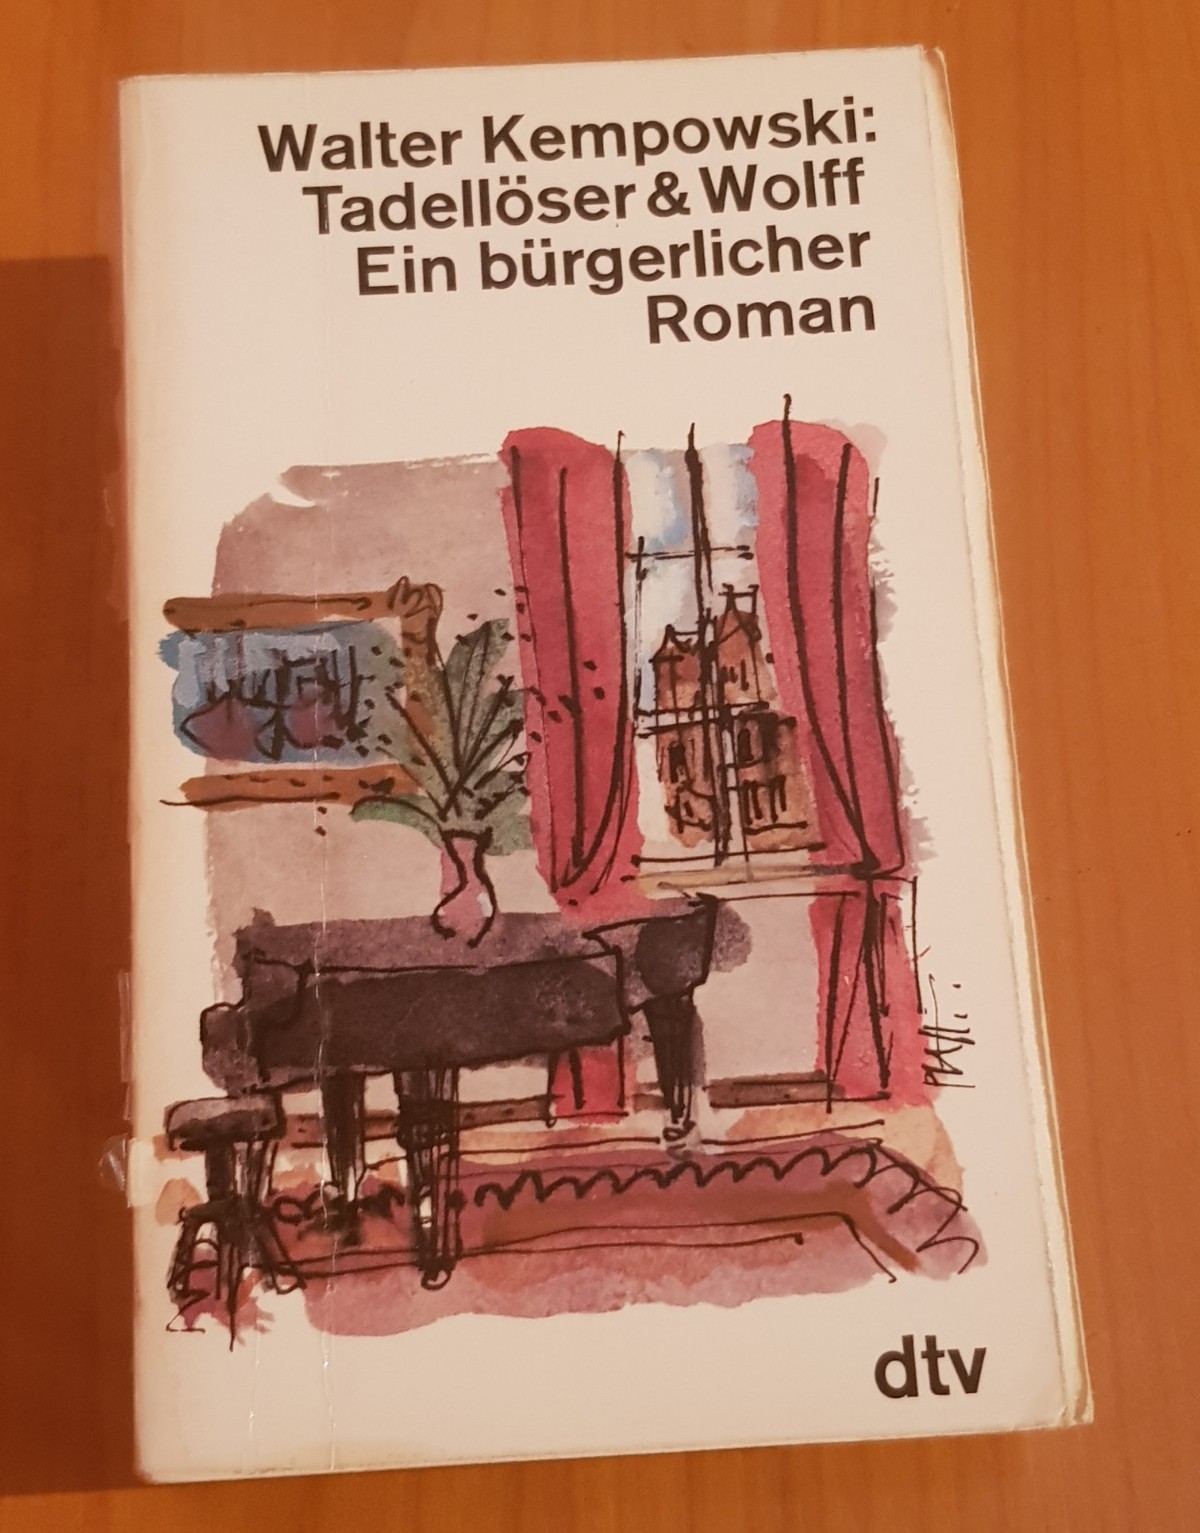 Walter Kempowski:
Tadellöser & Wolff
Ein bürgerlicher
Roman
dtv